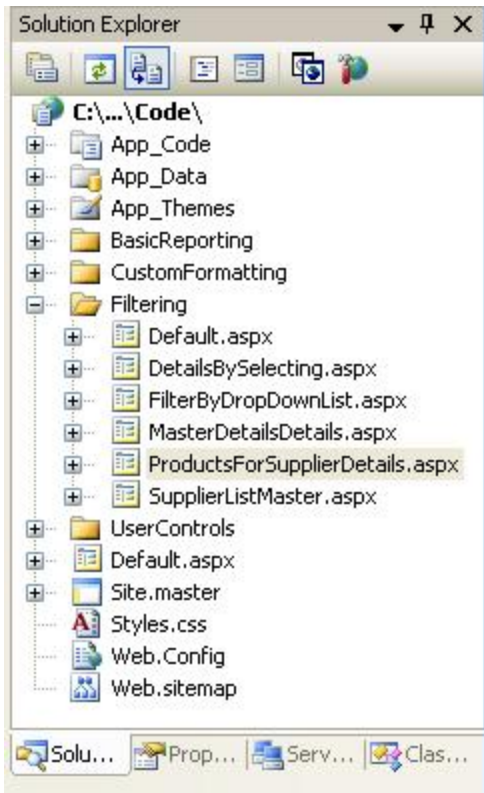 Solution Explorer
C:\...\Code\
App_Code
App_Data
App_Themes
BasicReporting
CustomFormatting
Filtering
Default.aspx
DetailsBySelecting.aspx
FilterByDropDownList.aspx
MasterDetailsDetails.aspx
ProductsForSupplierDetails.aspx
SupplierListMaster.aspx
UserControls
Default.aspx
Site.master
Styles.css
Web.Config
Web.sitemap
Solu... Prop... Serv... Clas...